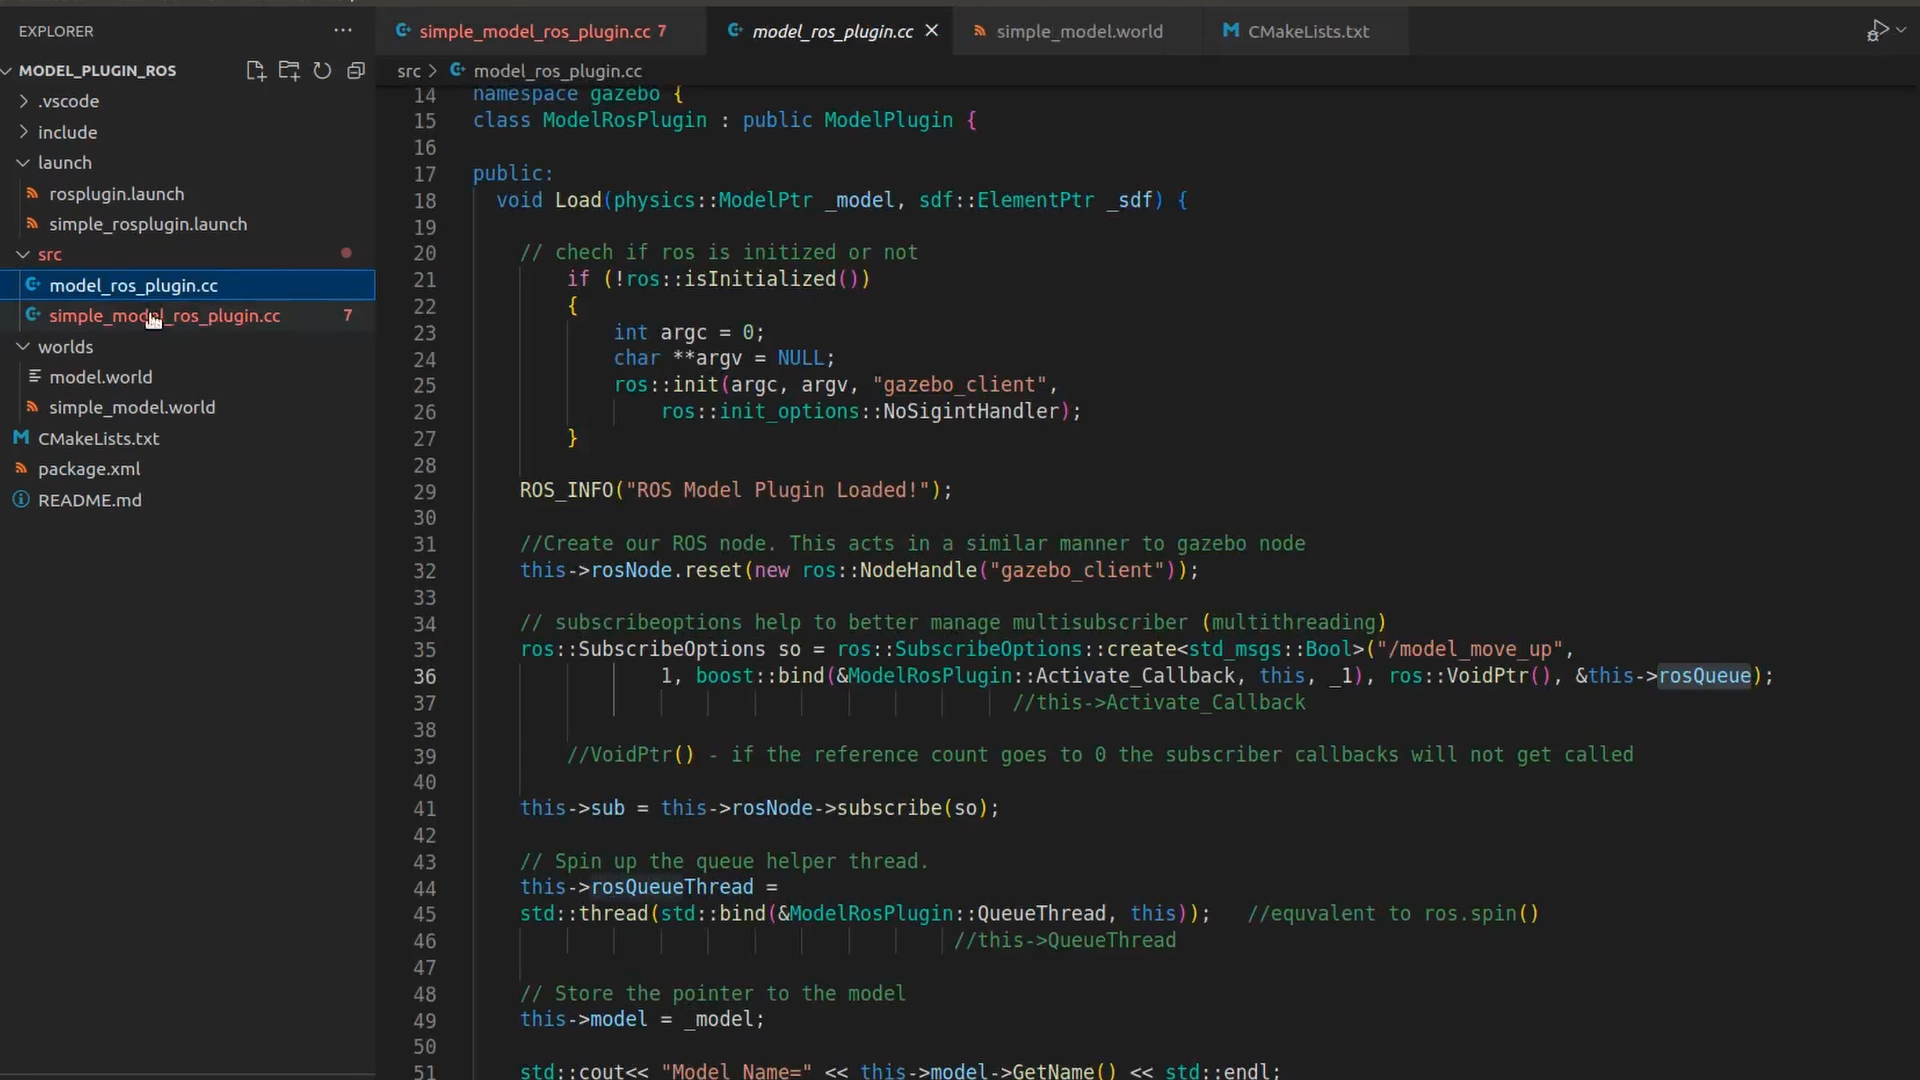 EXPLORER
MODEL_PLUGIN_ROS
.vscode
include
launch
rosplugin.launch
simple_rosplugin.launch
src
model_ros_plugin.cc
simple_model_ros_plugin.cc 7
worlds
model.world
simple_model.world
CMakeLists.txt
package.xml
README.md
simple_model_ros_plugin.cc 7
model_ros_plugin.cc
simple_model.world
CMakeLists.txt
src > model_ros_plugin.cc
14 namespace gazebo {
15 class ModelRosPlugin : public ModelPlugin {
16
17 public:
18 void Load(physics::ModelPtr _model, sdf::ElementPtr _sdf) {
19
20 // chech if ros is initized or not
21 if (!ros::isInitialized())
22 {
23 int argc = 0;
24 char **argv = NULL;
25 ros::init(argc, argv, "gazebo_client",
26 ros::init_options::NoSigintHandler);
27 }
28
29 ROS_INFO("ROS Model Plugin Loaded!");
30
31 //Create our ROS node. This acts in a similar manner to gazebo node
32 this->rosNode.reset(new ros::NodeHandle("gazebo_client"));
33
34 // subscribeoptions help to better manage multisubscriber (multithreading)
35 ros::SubscribeOptions so = ros::SubscribeOptions::create<std_msgs::Bool>("/model_move_up",
36 1, boost::bind(&ModelRosPlugin::Activate_Callback, this, _1), ros::VoidPtr(), &this->rosQueue);
37 //this->Activate_Callback
38
39 //VoidPtr() - if the reference count goes to 0 the subscriber callbacks will not get called
40
41 this->sub = this->rosNode->subscribe(so);
42
43 // Spin up the queue helper thread.
44 this->rosQueueThread =
45 std::thread(std::bind(&ModelRosPlugin::QueueThread, this)); //equvalent to ros.spin()
46 //this->QueueThread
47
48 // Store the pointer to the model
49 this->model = _model;
50
51 std::cout<< "Model Name=" << this->model->GetName() << std::endl;